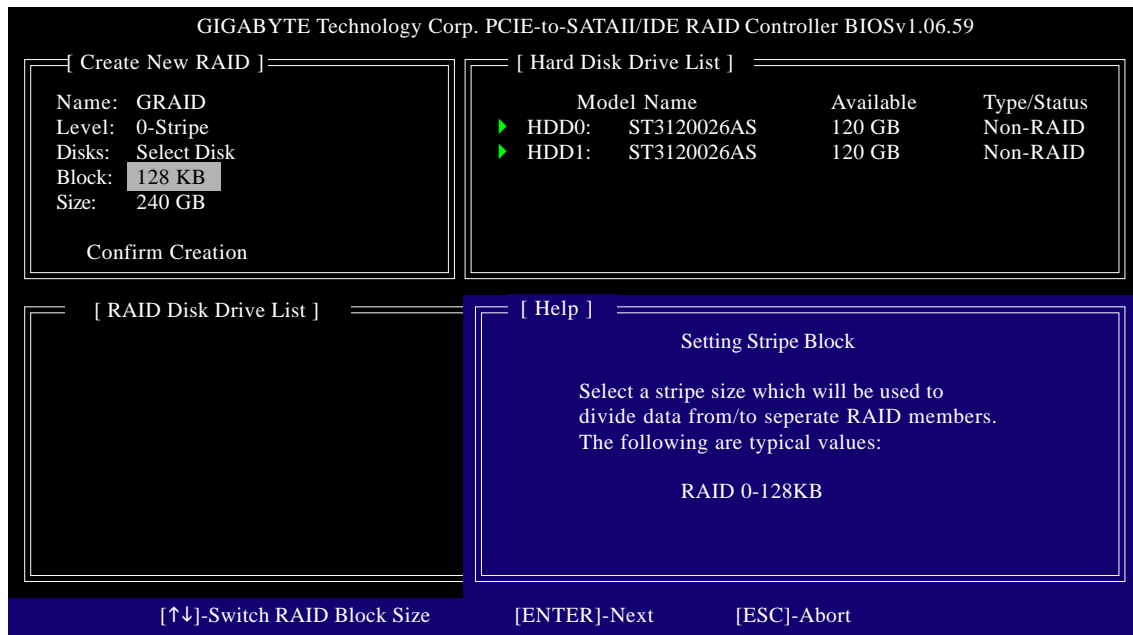 GIGABYTE Technology Corp. PCIE-to-SATAII/IDE RAID Controller BIOSv1.06.59
[ Create New RAID ]
Name: GRAID
Level: 0-Stripe
Disks: Select Disk
Block: 128 KB
Size: 240 GB
Confirm Creation
[ Hard Disk Drive List ]
Model Name Available Type/Status
HDD0: ST3120026AS 120 GB Non-RAID
HDD1: ST3120026AS 120 GB Non-RAID
[ RAID Disk Drive List ]
[ Help ]
Setting Stripe Block
Select a stripe size which will be used to
divide data from/to seperate RAID members.
The following are typical values:
RAID 0-128KB
[↑↓]-Switch RAID Block Size [ENTER]-Next [ESC]-Abort